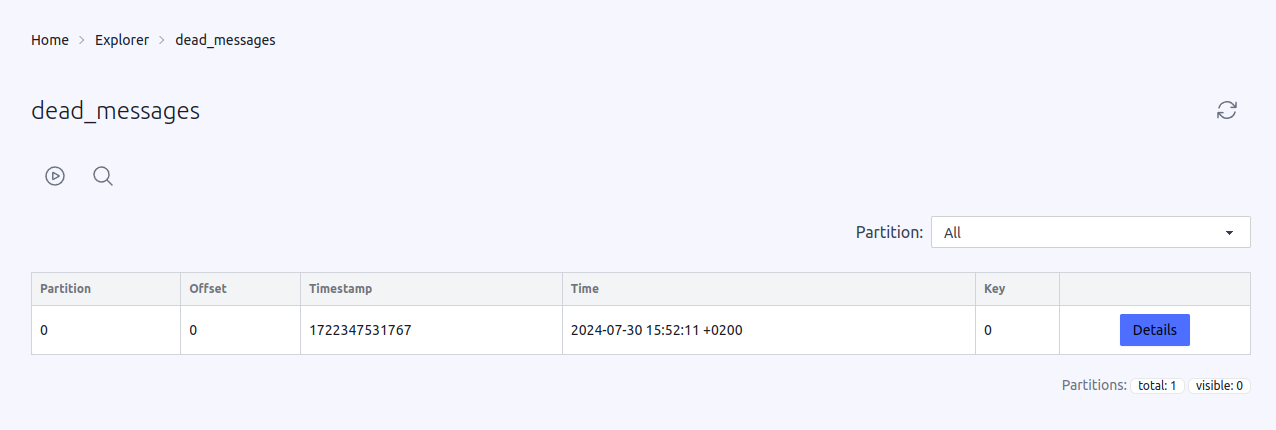 Home > Explorer > dead_messages
dead_messages
Partition: All
Partition Offset Timestamp Time Key
0 0 1722347531767 2024-07-30 15:52:11 +0200 0 Details
Partitions: total: 1 visible: 0